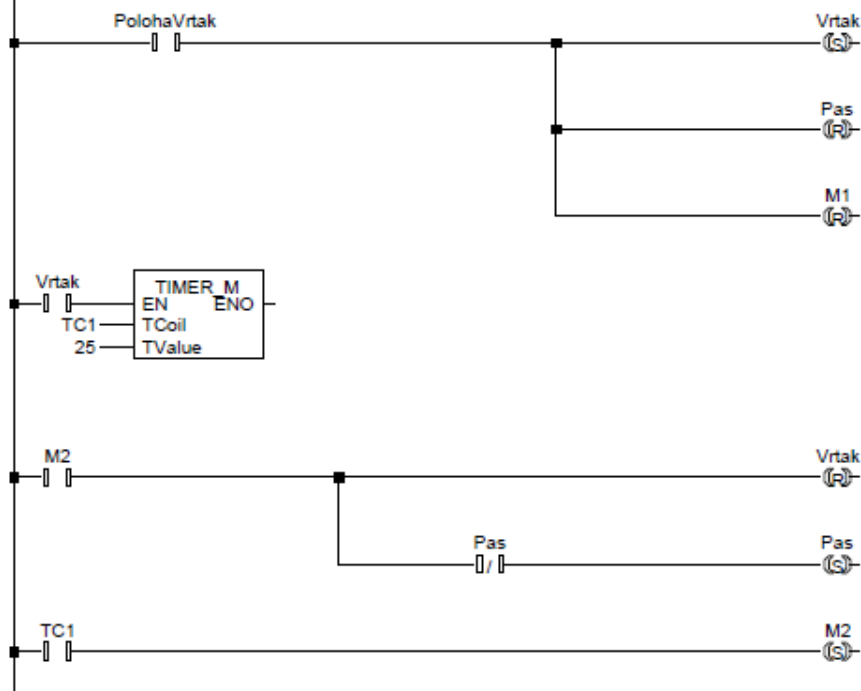 PolohaVrtak
Vrtak
(S)
Pas
(R)
M1
(R)
Vrtak
TIMER_M
EN ENO
TC1 TCoil
25 TValue
M2
Vrtak
(R)
Pas
/
Pas
(S)
TC1
M2
(S)